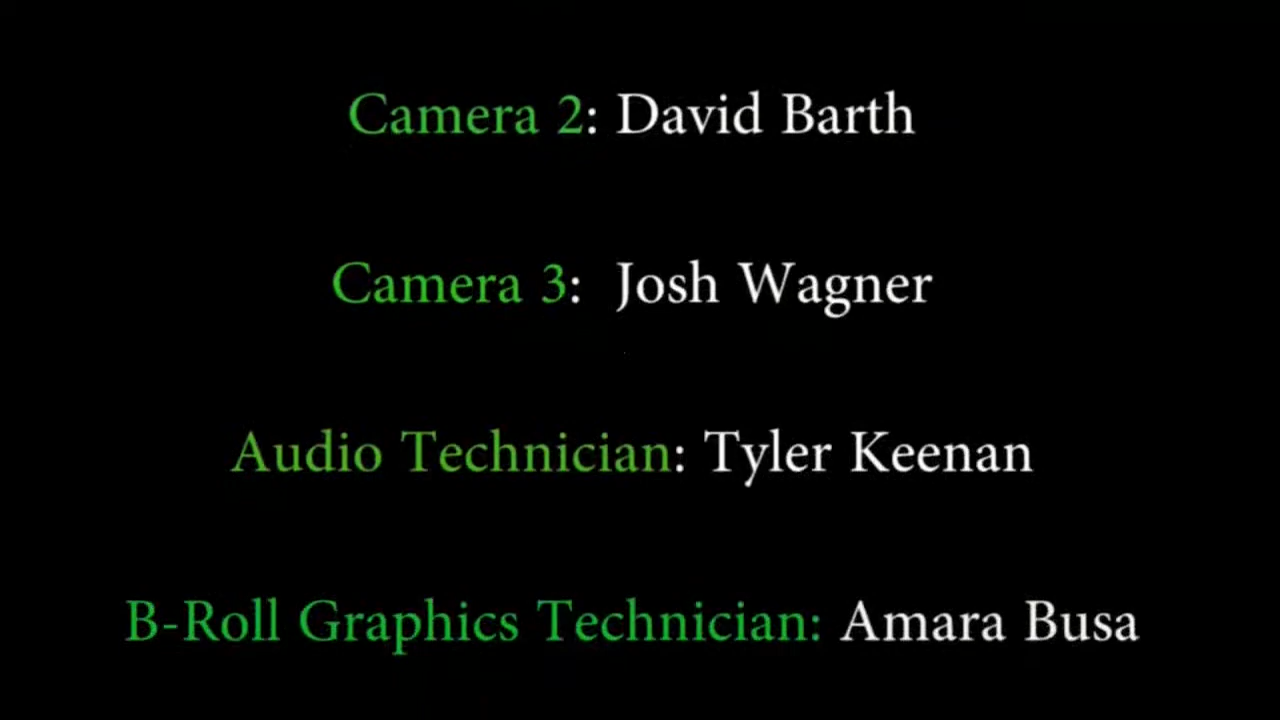 Camera 2: David Barth
Camera 3: Josh Wagner
Audio Technician: Tyler Keenan
B-Roll Graphics Technician: Amara Busa